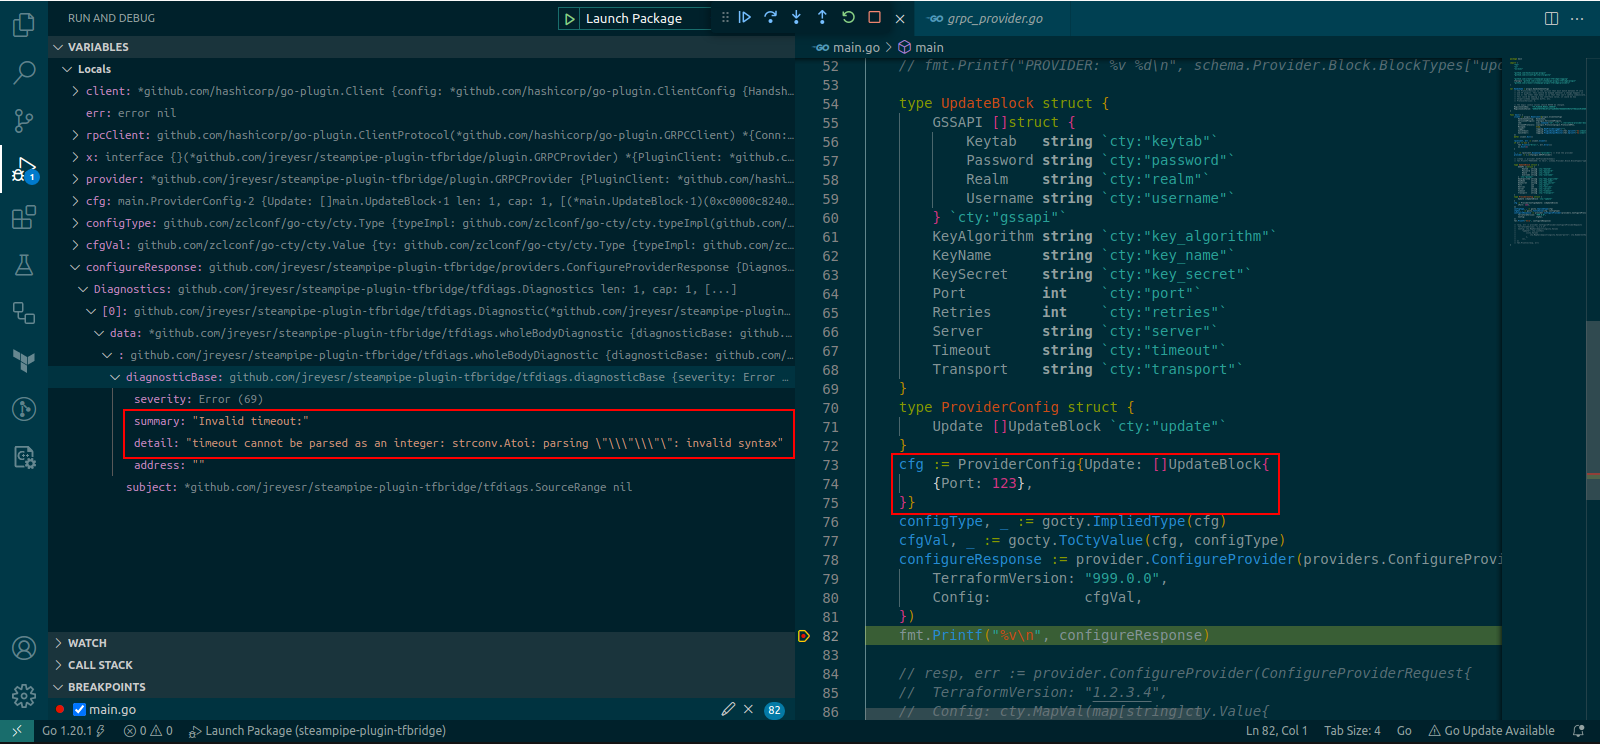 RUN AND DEBUG
Launch Package
grpc_provider.go
VARIABLES
Locals
client: *github.com/hashicorp/go-plugin.Client {config: *github.com/hashicorp/go-plugin.ClientConfig {Handsh…
err: error nil
rpcClient: github.com/hashicorp/go-plugin.ClientProtocol(*github.com/hashicorp/go-plugin.GRPCClient) *{Conn:…
x: interface {}(*github.com/jreyesr/steampipe-plugin-tfbridge/plugin.GRPCProvider) *{PluginClient: *github.c…
provider: *github.com/jreyesr/steampipe-plugin-tfbridge/plugin.GRPCProvider {PluginClient: *github.com/hashi…
cfg: main.ProviderConfig-2 {Update: []main.UpdateBlock-1 len: 1, cap: 1, [(*main.UpdateBlock-1)(0xc0000c8240…
configType: github.com/zclconf/go-cty/cty.Type {typeImpl: github.com/zclconf/go-cty/cty.typeImpl(github.com/…
cfgVal: github.com/zclconf/go-cty/cty.Value {ty: github.com/zclconf/go-cty/cty.Type {typeImpl: github.com/zc…
configureResponse: github.com/jreyesr/steampipe-plugin-tfbridge/providers.ConfigureProviderResponse {Diagnos…
Diagnostics: github.com/jreyesr/steampipe-plugin-tfbridge/tfdiags.Diagnostics len: 1, cap: 1, [...]
[0]: github.com/jreyesr/steampipe-plugin-tfbridge/tfdiags.Diagnostic(*github.com/jreyesr/steampipe-plugin…
data: *github.com/jreyesr/steampipe-plugin-tfbridge/tfdiags.wholeBodyDiagnostic {diagnosticBase: github.…
: github.com/jreyesr/steampipe-plugin-tfbridge/tfdiags.wholeBodyDiagnostic {diagnosticBase: github.com/…
diagnosticBase: github.com/jreyesr/steampipe-plugin-tfbridge/tfdiags.diagnosticBase {severity: Error …
severity: Error (69)
summary: "Invalid timeout:"
detail: "timeout cannot be parsed as an integer: strconv.Atoi: parsing \"\\\"\\\"\": invalid syntax"
address: ""
subject: *github.com/jreyesr/steampipe-plugin-tfbridge/tfdiags.SourceRange nil
WATCH
CALL STACK
BREAKPOINTS
main.go
82
main.go > main
52 // fmt.Printf("PROVIDER: %v %d\n", schema.Provider.Block.BlockTypes["upd
53
54 type UpdateBlock struct {
55 GSSAPI []struct {
56 Keytab string `cty:"keytab"`
57 Password string `cty:"password"`
58 Realm string `cty:"realm"`
59 Username string `cty:"username"`
60 } `cty:"gssapi"`
61 KeyAlgorithm string `cty:"key_algorithm"`
62 KeyName string `cty:"key_name"`
63 KeySecret string `cty:"key_secret"`
64 Port int `cty:"port"`
65 Retries int `cty:"retries"`
66 Server string `cty:"server"`
67 Timeout string `cty:"timeout"`
68 Transport string `cty:"transport"`
69 }
70 type ProviderConfig struct {
71 Update []UpdateBlock `cty:"update"`
72 }
73 cfg := ProviderConfig{Update: []UpdateBlock{
74 {Port: 123},
75 }}
76 configType, _ := gocty.ImpliedType(cfg)
77 cfgVal, _ := gocty.ToCtyValue(cfg, configType)
78 configureResponse := provider.ConfigureProvider(providers.ConfigureProvi
79 TerraformVersion: "999.0.0",
80 Config: cfgVal,
81 })
82 fmt.Printf("%v\n", configureResponse)
83
84 // resp, err := provider.ConfigureProvider(ConfigureProviderRequest{
85 // TerraformVersion: "1.2.3.4",
86 // Config: cty.MapVal(map[string]cty.Value{
1
Go 1.20.1
0 0
Launch Package (steampipe-plugin-tfbridge)
Ln 82, Col 1
Tab Size: 4
Go
Go Update Available